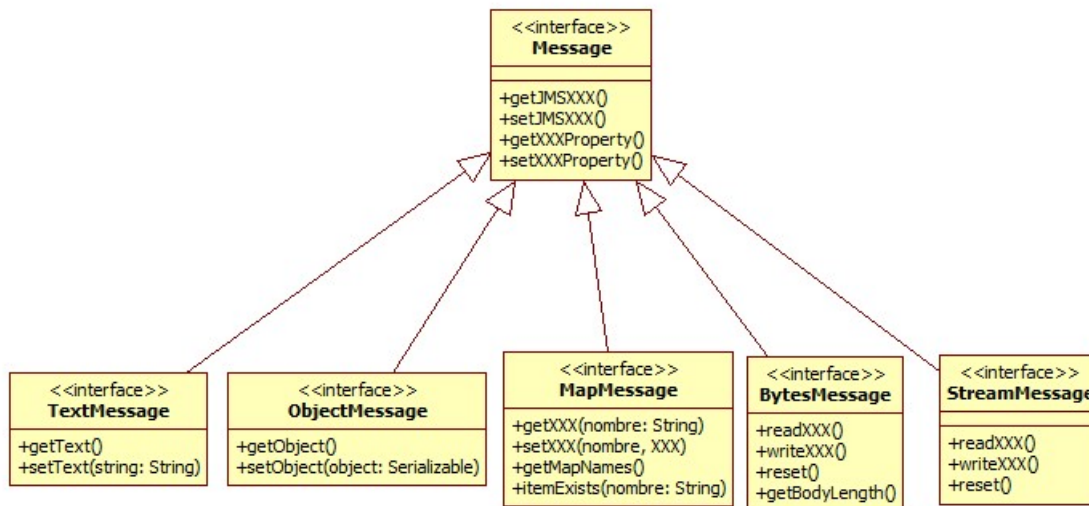 <<interface>>
Message
+getJMSXXX()
+setJMSXXX()
+getXXXProperty()
+setXXXProperty()
<<interface>>
TextMessage
+getText()
+setText(string: String)
<<interface>>
ObjectMessage
+getObject()
+setObject(object: Serializable)
<<interface>>
MapMessage
+getXXX(nombre: String)
+setXXX(nombre, XXX)
+getMapNames()
+itemExists(nombre: String)
<<interface>>
BytesMessage
+readXXX()
+writeXXX()
+reset()
+getBodyLength()
<<interface>>
StreamMessage
+readXXX()
+writeXXX()
+reset()